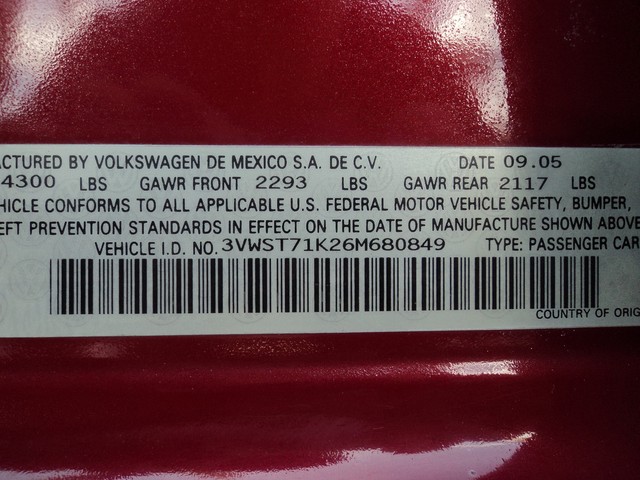 ACTURED BY VOLKSWAGEN DE MEXICO S.A. DE C.V. DATE 09.05
4300 LBS GAWR FRONT 2293 LBS GAWR REAR 2117 LBS
HICLE CONFORMS TO ALL APPLICABLE U.S. FEDERAL MOTOR VEHICLE SAFETY, BUMPER,
EFT PREVENTION STANDARDS IN EFFECT ON THE DATE OF MANUFACTURE SHOWN ABOVE
VEHICLE I.D. NO. 3VWST71K26M680849 TYPE: PASSENGER CAR
COUNTRY OF ORIG